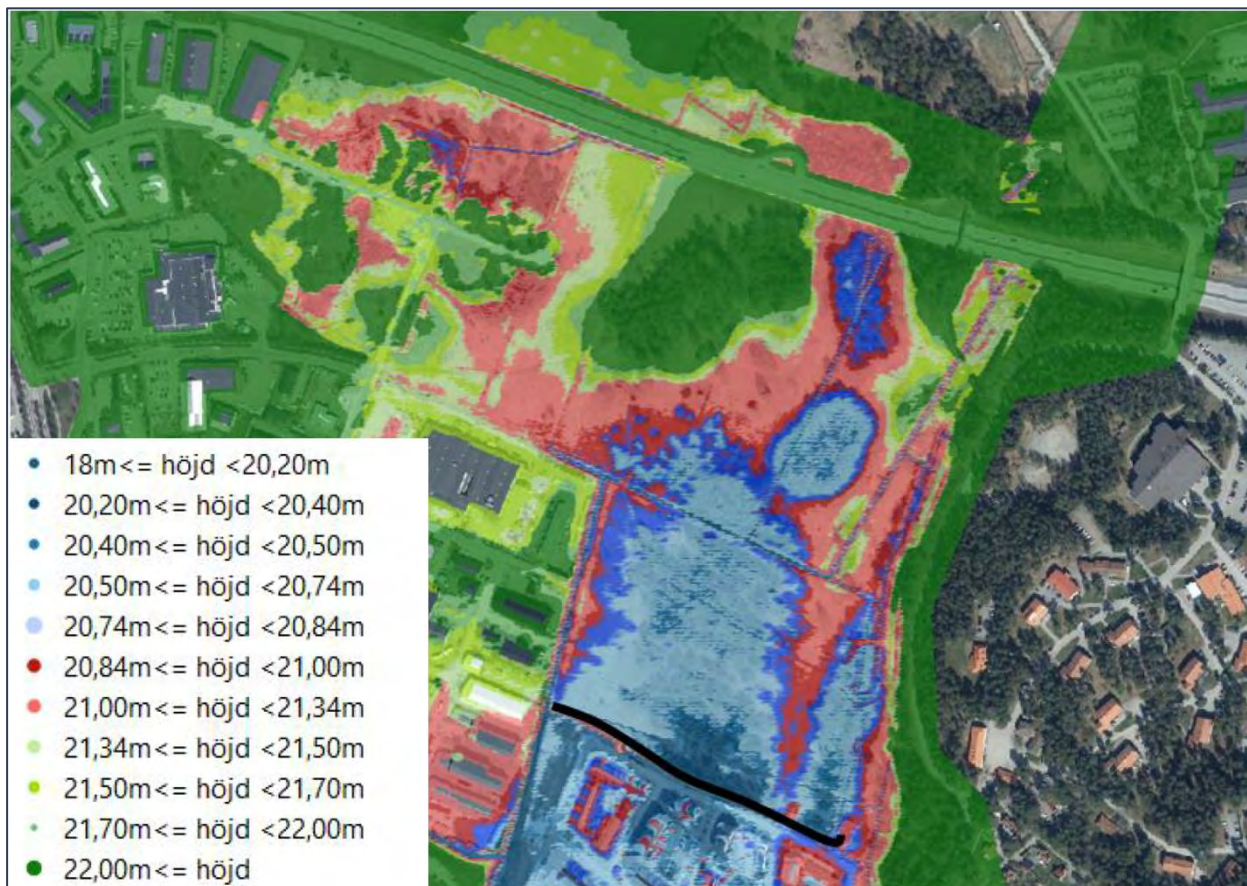 18m<= höjd <20,20m
20,20m<= höjd <20,40m
20,40m<= höjd <20,50m
20,50m<= höjd <20,74m
20,74m<= höjd <20,84m
20,84m<= höjd <21,00m
21,00m<= höjd <21,34m
21,34m<= höjd <21,50m
21,50m<= höjd <21,70m
21,70m<= höjd <22,00m
22,00m<= höjd